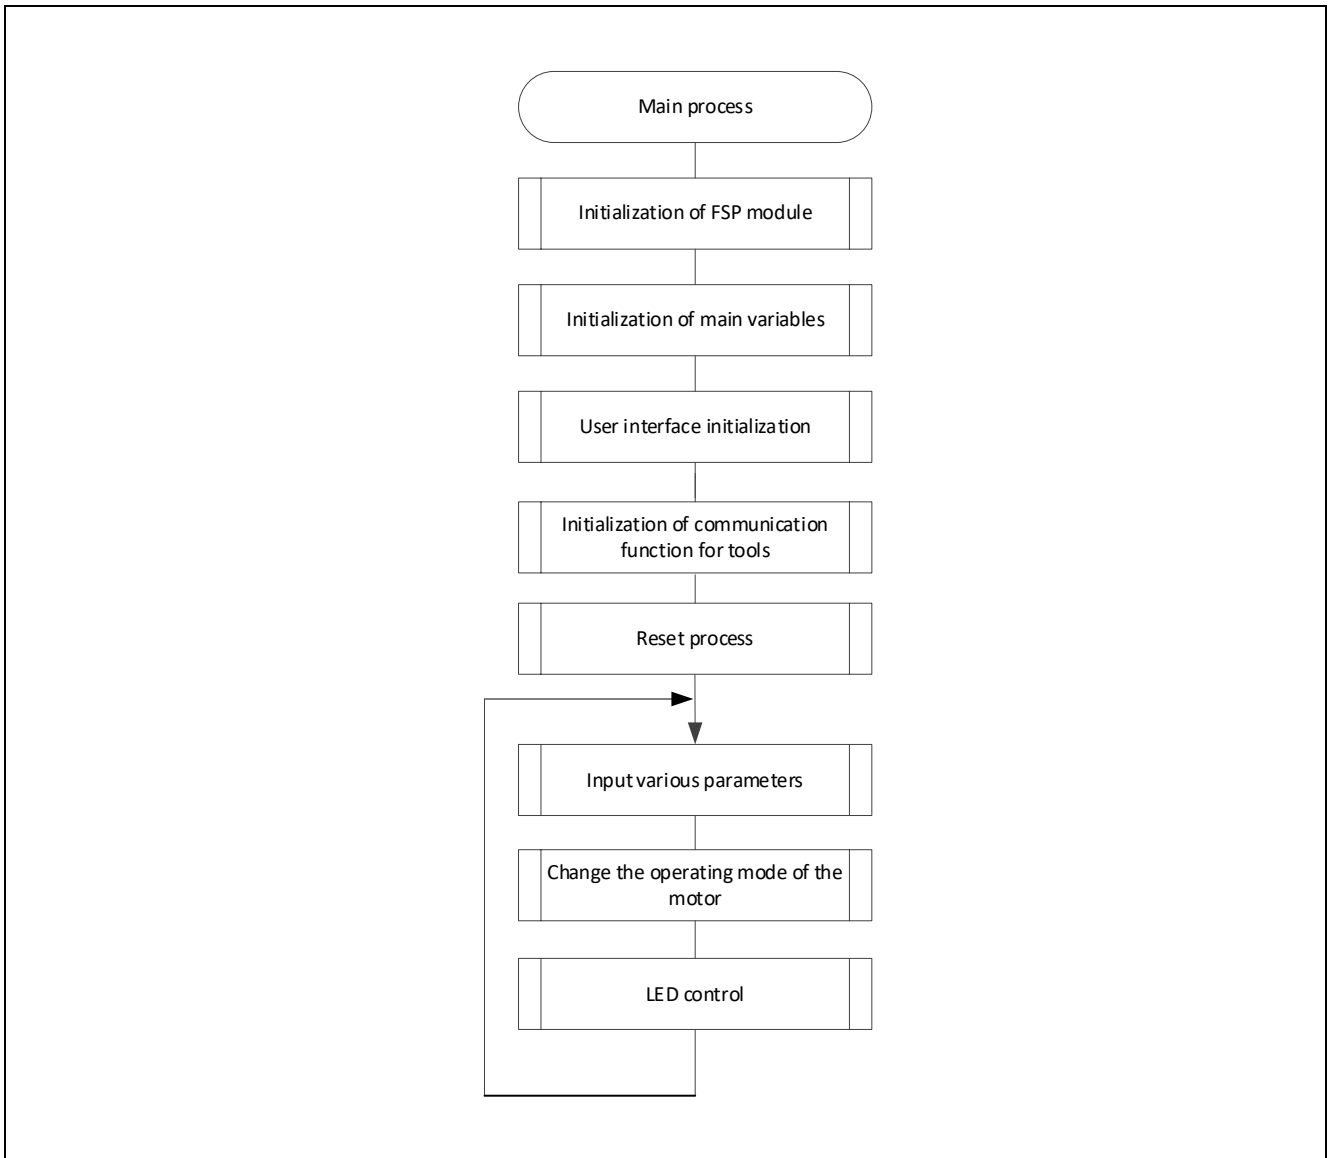 Main process
Initialization of FSP module
Initialization of main variables
User interface initialization
Initialization of communication
function for tools
Reset process
Input various parameters
Change the operating mode of the
motor
LED control